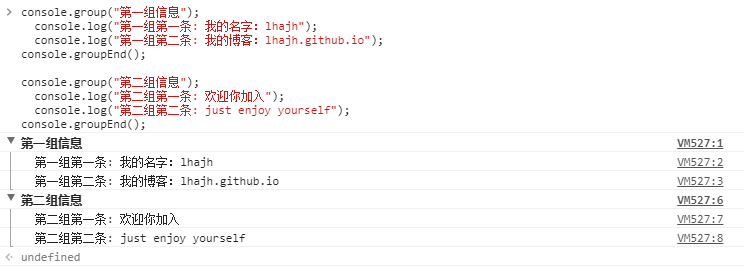 console.group("第一组信息");
console.log("第一组第一条: 我的名字: lhajh");
console.log("第一组第二条: 我的博客: lhajh.github.io");
console.groupEnd();
console.group("第二组信息");
console.log("第二组第一条: 欢迎你加入");
console.log("第二组第二条: just enjoy yourself");
console.groupEnd();
第一组信息 VM527:1
第一组第一条: 我的名字: lhajh VM527:2
第一组第二条: 我的博客: lhajh.github.io VM527:3
第二组信息 VM527:6
第二组第一条: 欢迎你加入 VM527:7
第二组第二条: just enjoy yourself VM527:8
undefined